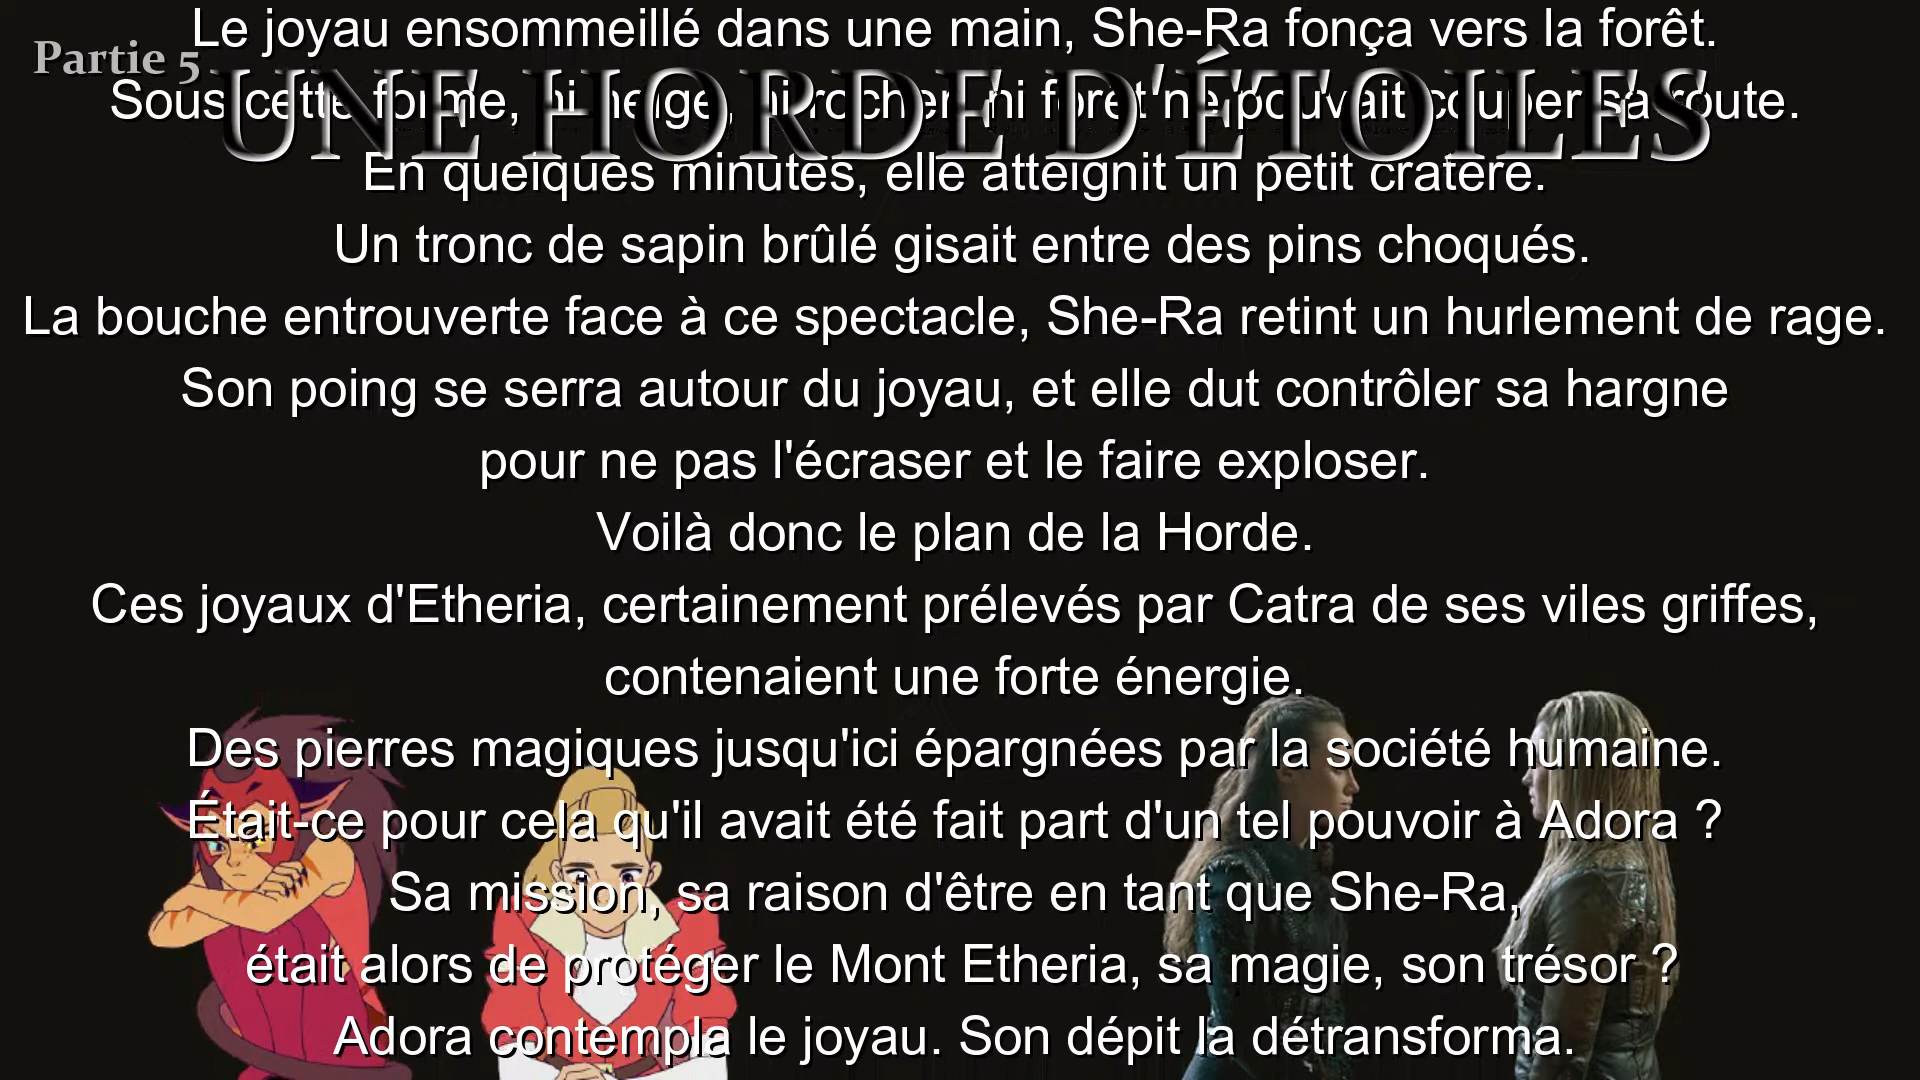 Le joyau ensommeillé dans une main, She-Ra fonça vers la forêt.
Partie 5
UNE HORDE D'ÉTOILES
Sous cette forme, ni neige, ni rocher, ni forêt ne pouvait couper sa route.
En quelques minutes, elle atteignit un petit cratère.
Un tronc de sapin brûlé gisait entre des pins choqués.
La bouche entrouverte face à ce spectacle, She-Ra retint un hurlement de rage.
Son poing se serra autour du joyau, et elle dut contrôler sa hargne
pour ne pas l'écraser et le faire exploser.
Voilà donc le plan de la Horde.
Ces joyaux d'Etheria, certainement prélevés par Catra de ses viles griffes,
contenaient une forte énergie.
Des pierres magiques jusqu'ici épargnées par la société humaine.
Était-ce pour cela qu'il avait été fait part d'un tel pouvoir à Adora ?
Sa mission, sa raison d'être en tant que She-Ra,
était alors de protéger le Mont Etheria, sa magie, son trésor ?
Adora contempla le joyau. Son dépit la détransforma.